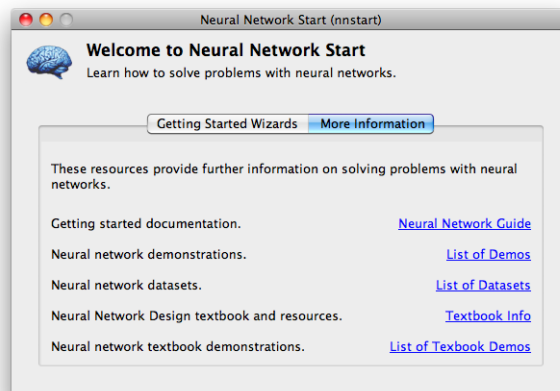 Neural Network Start (nnstart)
Welcome to Neural Network Start
Learn how to solve problems with neural networks.
Getting Started Wizards More Information
These resources provide further information on solving problems with neural
networks.
Getting started documentation. Neural Network Guide
Neural network demonstrations. List of Demos
Neural network datasets. List of Datasets
Neural Network Design textbook and resources. Textbook Info
Neural network textbook demonstrations. List of Texbook Demos